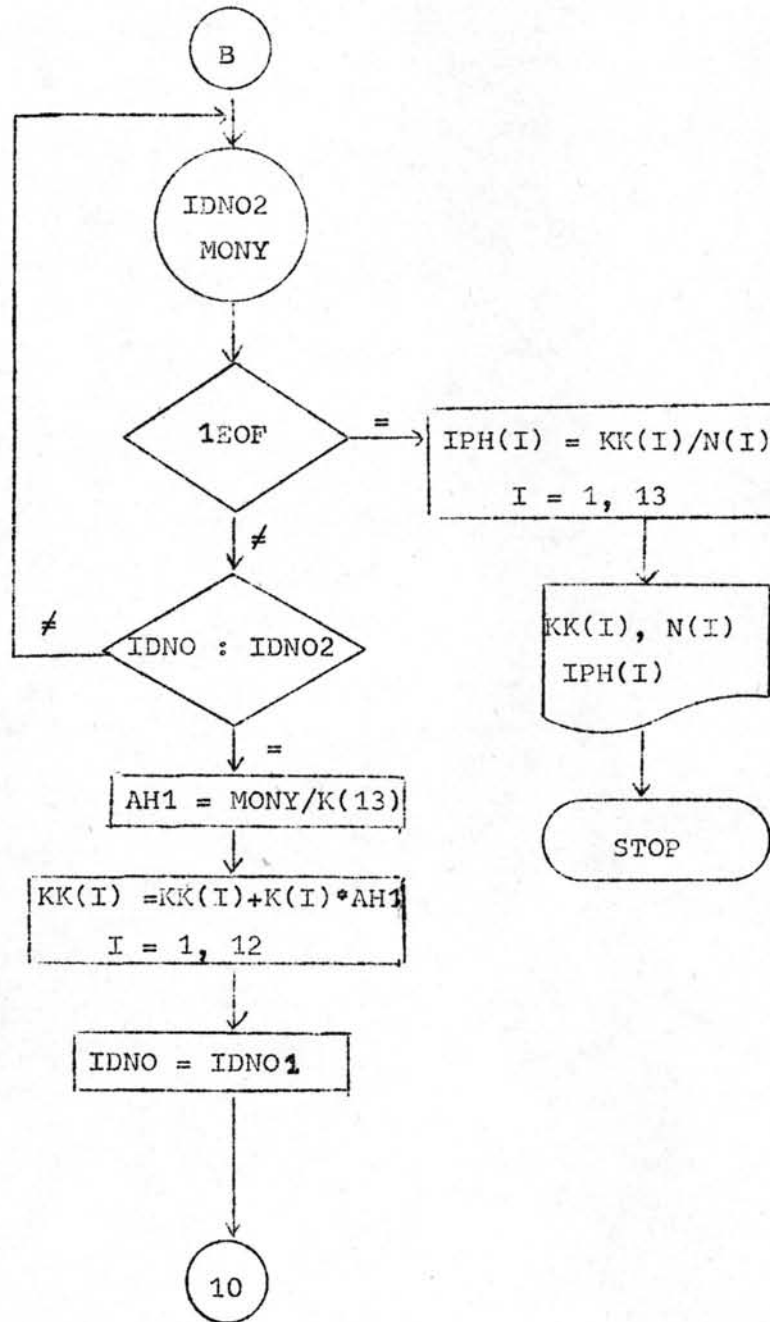 B
IDNO2
MONY
1EOF
=
IPH(I) = KK(I)/N(I)
I = 1, 13
≠
≠
IDNO : IDNO2
KK(I), N(I)
IPH(I)
=
AH1 = MONY/K(13)
STOP
KK(I) =KK(I)+K(I)*AH1
I = 1, 12
IDNO = IDNO1
10